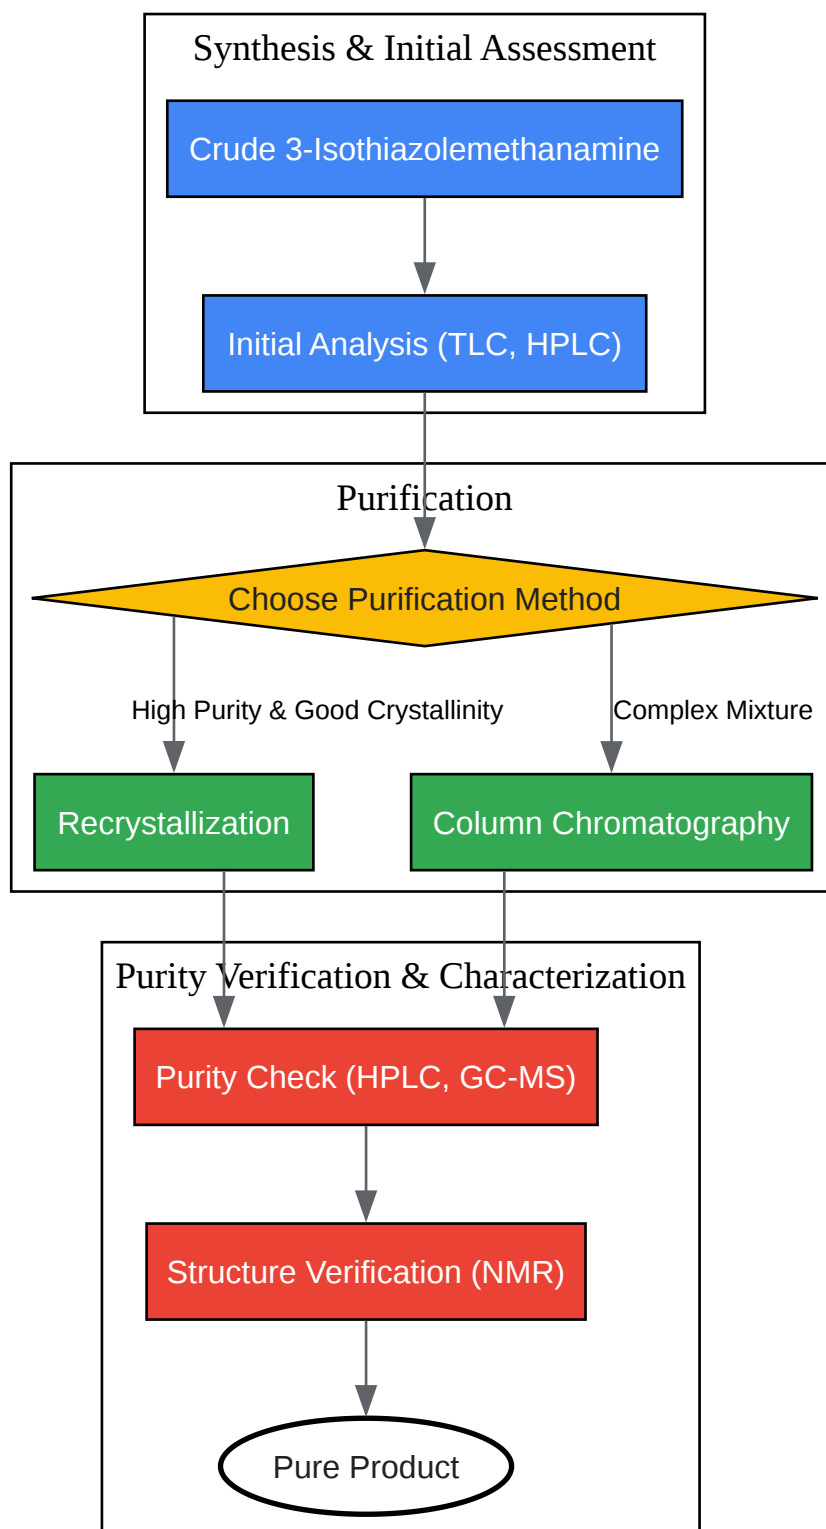 Synthesis & Initial Assessment
Crude 3-Isothiazolemethanamine
Initial Analysis (TLC, HPLC)
Purification
Choose Purification Method
High Purity & Good Crystallinity
Complex Mixture
Recrystallization
Column Chromatography
Purity Verification & Characterization
Purity Check (HPLC, GC-MS)
Structure Verification (NMR)
Pure Product